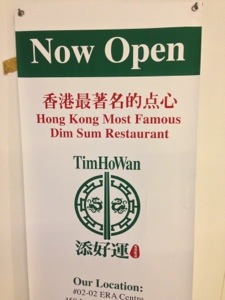 Now Open
香港最著名的点心
Hong Kong Most Famous
Dim Sum Restaurant
TimHoWan
添好運
Our Location:
#02-02 ERA Centre